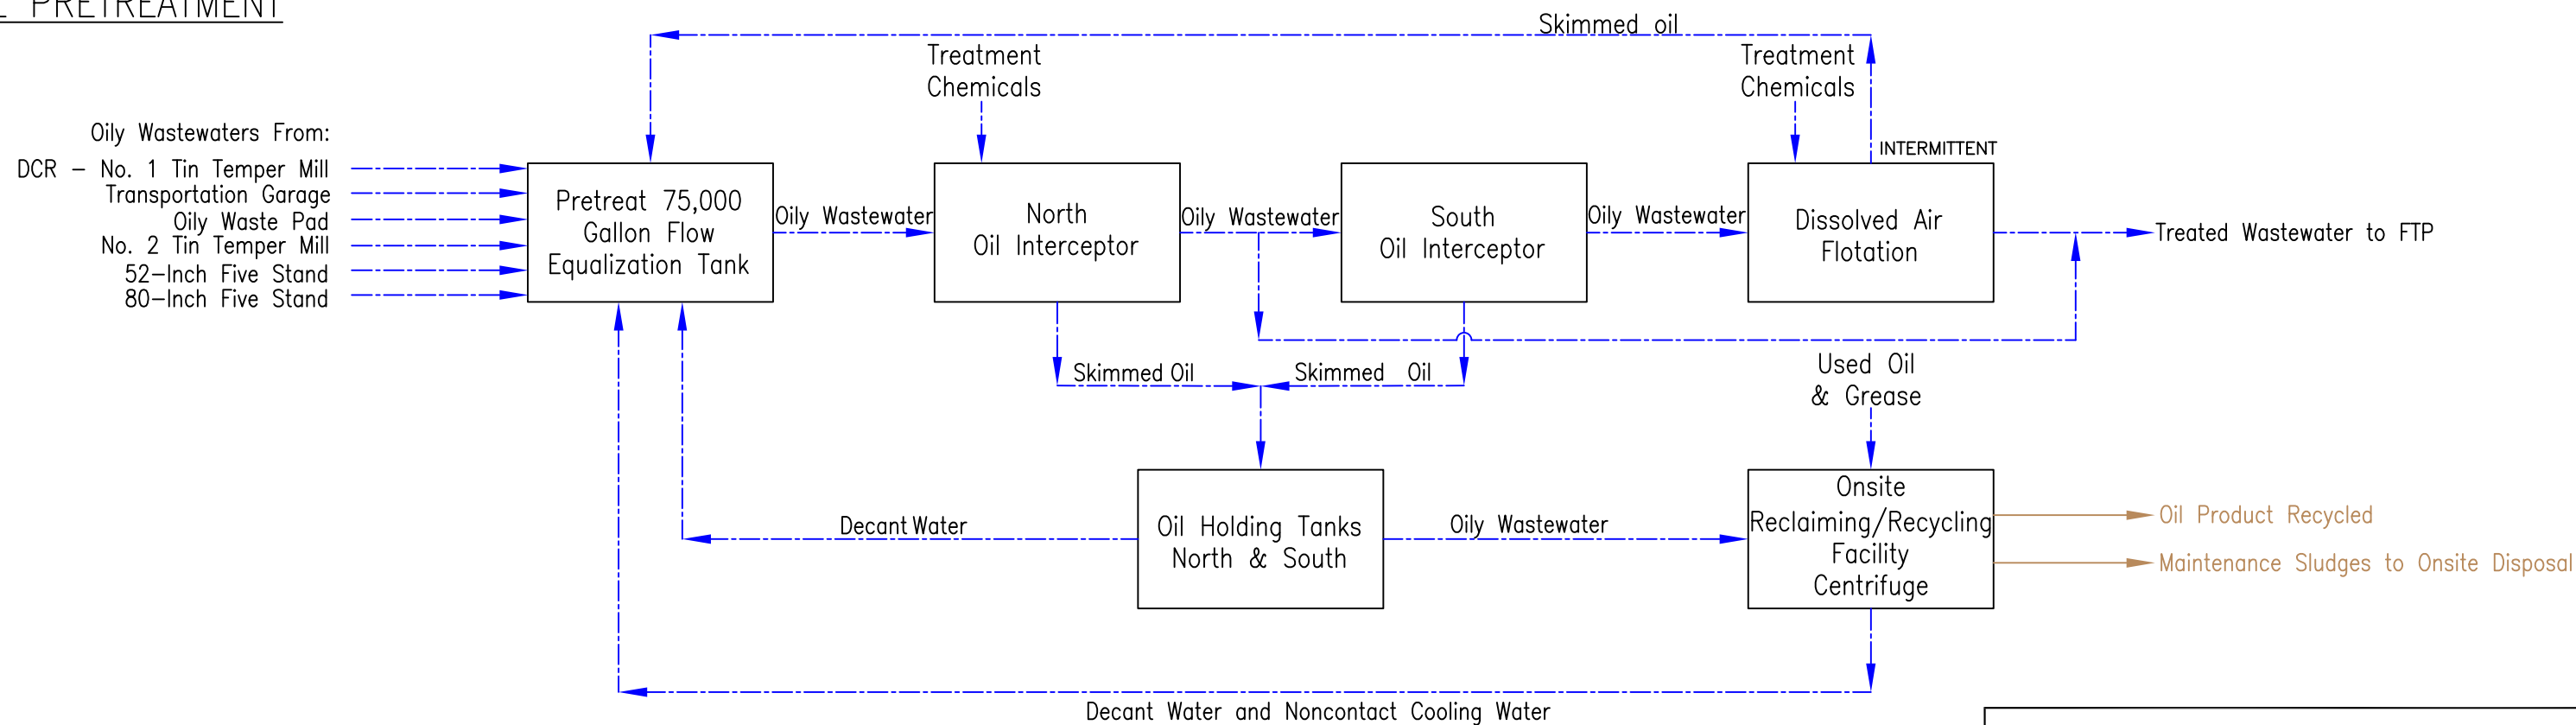 PRETREATMENT
Skimmed oil
Treatment
Chemicals
Treatment
Chemicals
Oily Wastewaters From:
INTERMITTENT
DCR - No. 1 Tin Temper Mill
Transportation Garage
Oily Waste Pad
No. 2 Tin Temper Mill
52-Inch Five Stand
80-Inch Five Stand
Pretreat 75,000
Gallon Flow
Equalization Tank
Oily Wastewater
North
Oil Interceptor
Oily Wastewater
South
Oil Interceptor
Oily Wastewater
Dissolved Air
Flotation
Treated Wastewater to FTP
Skimmed Oil
Skimmed Oil
Used Oil
& Grease
Decant Water
Oil Holding Tanks
North & South
Oily Wastewater
Onsite
Reclaiming/Recycling
Facility
Centrifuge
Oil Product Recycled
Maintenance Sludges to Onsite Disposal
Decant Water and Noncontact Cooling Water